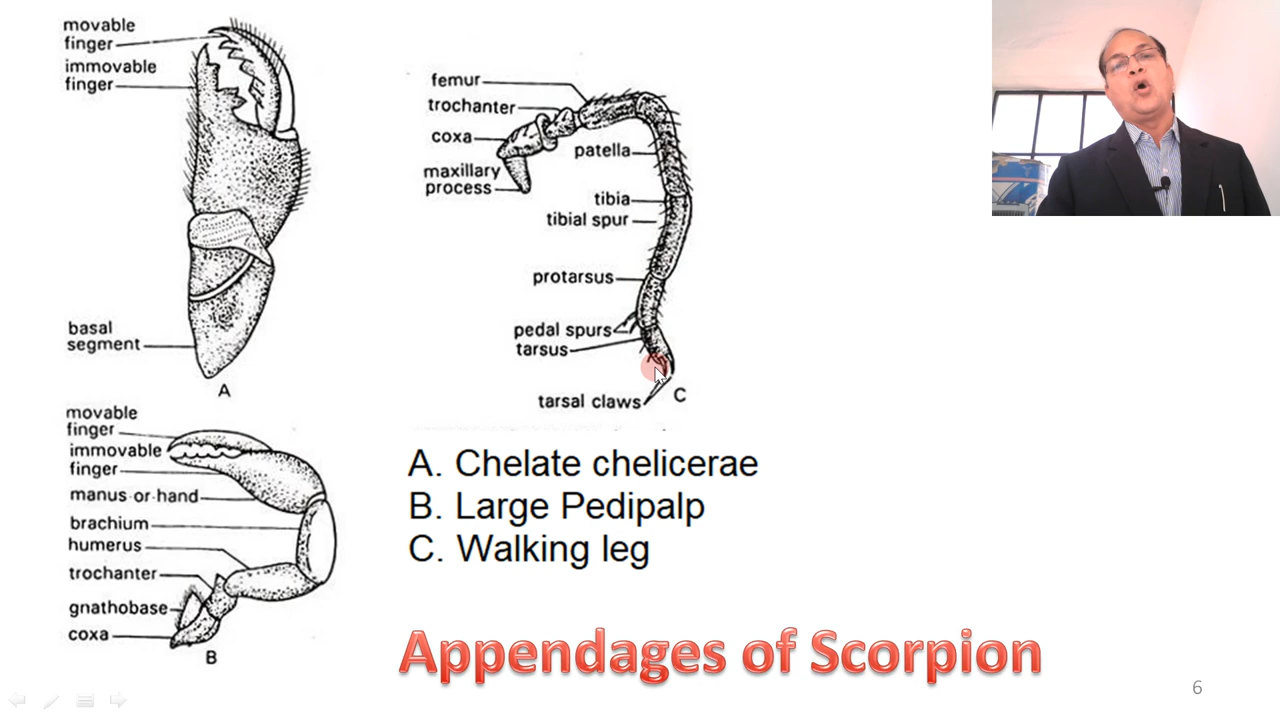 movable
finger
immovable
finger
basal
segment
A
femur
trochanter
coxa
maxillary
process
patella
tibia
tibial spur
protarsus
pedal spurs
tarsus
tarsal claws
C
movable
finger
immovable
finger
manus or hand
brachium
humerus
trochanter
gnathobase
coxa
B
A. Chelate chelicerae
B. Large Pedipalp
C. Walking leg
Appendages of Scorpion
6